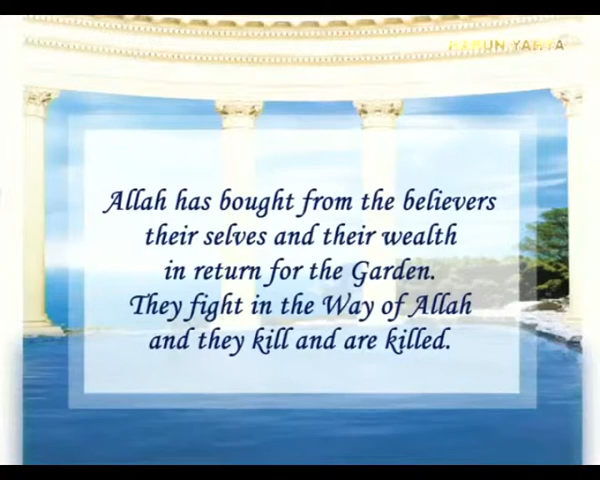 HARUN YAHYA
Allah has bought from the believers
their selves and their wealth
in return for the Garden.
They fight in the Way of Allah
and they kill and are killed.